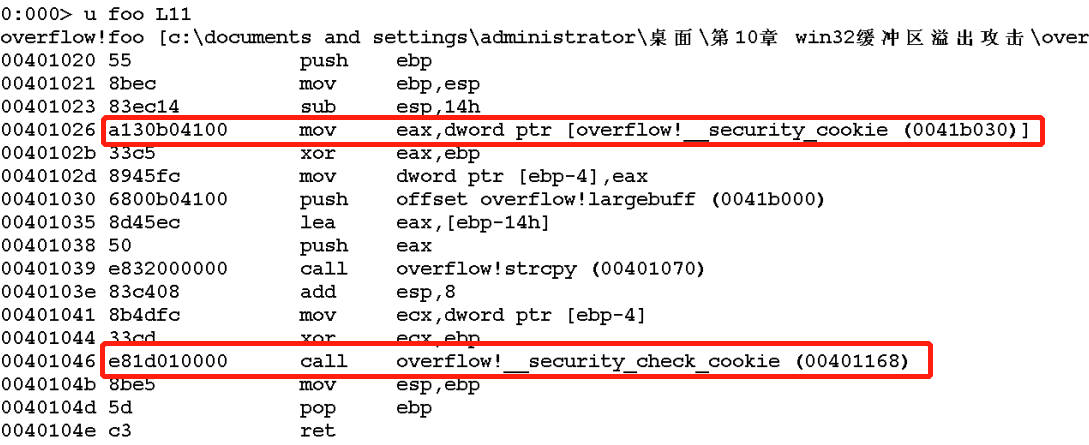 0:000> u foo L11
overflow!foo [c:\documents and settings\administrator\桌面\第10章 win32缓冲区溢出攻击\over
00401020 55 push ebp
00401021 8bec mov ebp,esp
00401023 83ec14 sub esp,14h
00401026 a130b04100 mov eax,dword ptr [overflow!__security_cookie (0041b030)]
0040102b 33c5 xor eax,ebp
0040102d 8945fc mov dword ptr [ebp-4],eax
00401030 6800b04100 push offset overflow!largebuff (0041b000)
00401035 8d45ec lea eax,[ebp-14h]
00401038 50 push eax
00401039 e832000000 call overflow!strcpy (00401070)
0040103e 83c408 add esp,8
00401041 8b4dfc mov ecx,dword ptr [ebp-4]
00401044 33cd xor ecx,ebp
00401046 e81d010000 call overflow!__security_check_cookie (00401168)
0040104b 8be5 mov esp,ebp
0040104d 5d pop ebp
0040104e c3 ret